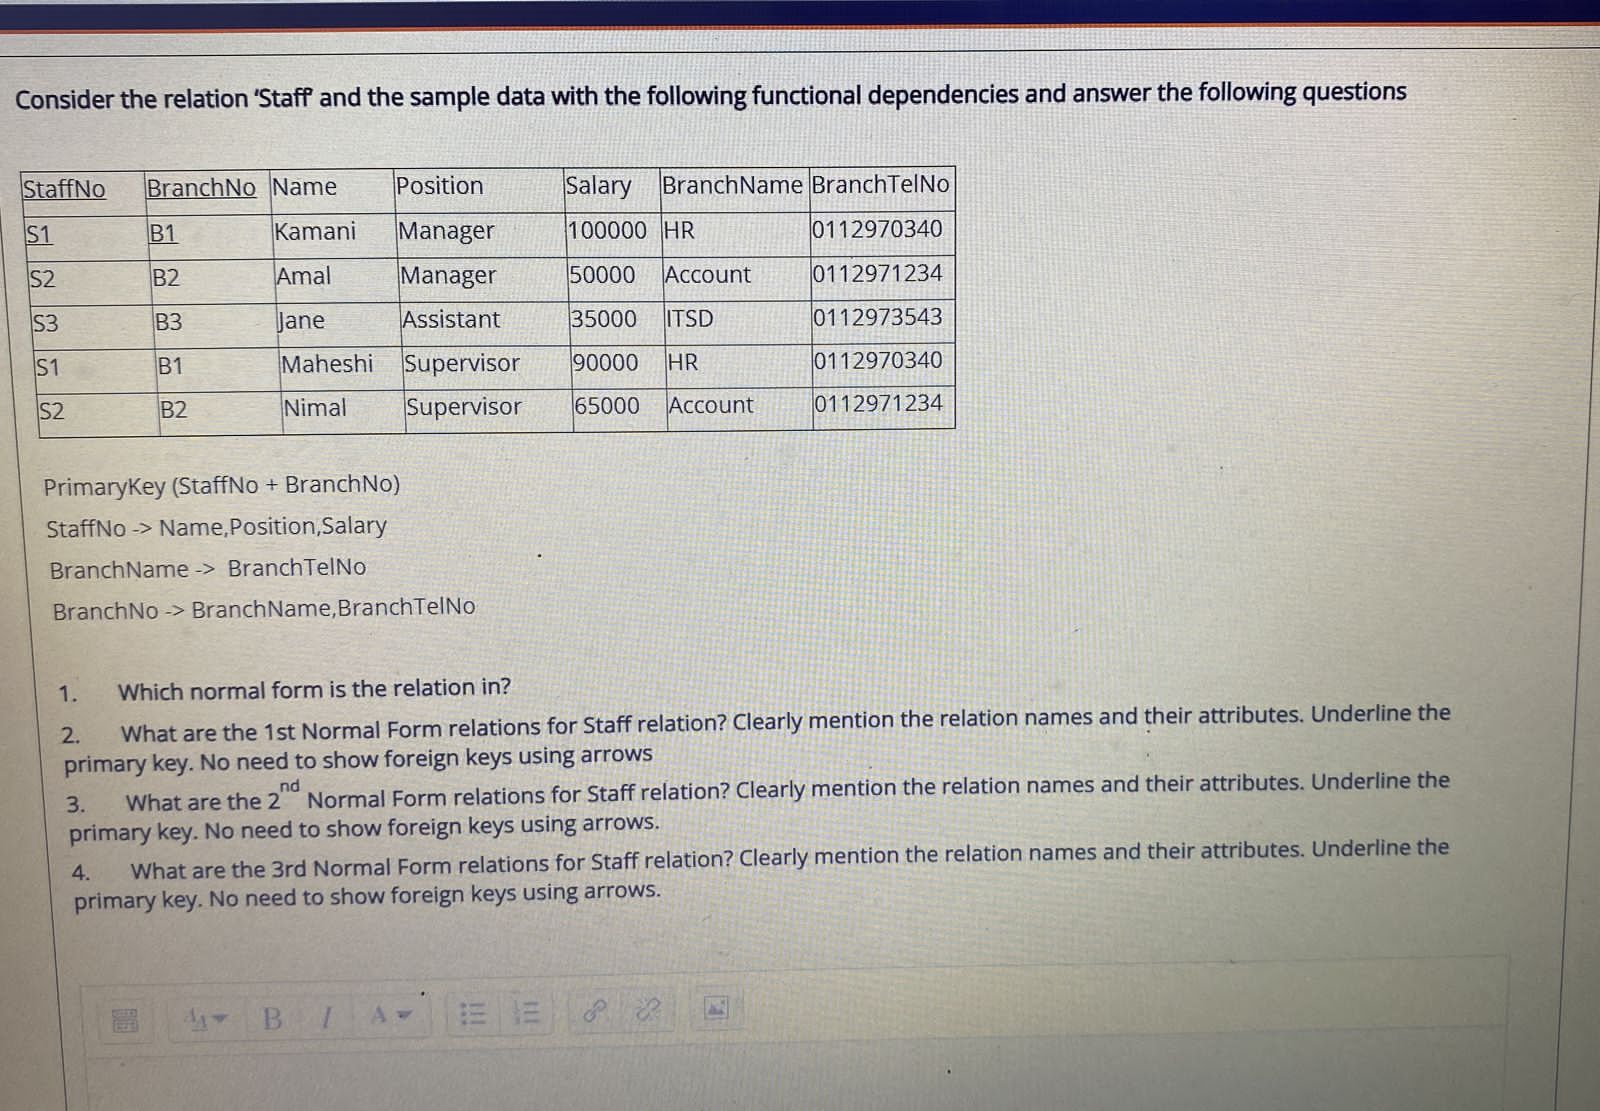 Consider the relation 'Staff' and the sample data with the following functional dependencies and answer the following questions
StaffNo BranchNo Name Position Salary BranchName BranchTelNo
S1 B1 Kamani Manager 100000 HR 0112970340
S2 B2 Amal Manager 50000 Account 0112971234
S3 B3 Jane Assistant 35000 ITSD 0112973543
S1 B1 Maheshi Supervisor 90000 HR 0112970340
S2 B2 Nimal Supervisor 65000 Account 0112971234
PrimaryKey (StaffNo + BranchNo)
StaffNo -> Name,Position,Salary
BranchName -> BranchTelNo
BranchNo -> BranchName,BranchTelNo
1. Which normal form is the relation in?
2. What are the 1st Normal Form relations for Staff relation? Clearly mention the relation names and their attributes. Underline the
primary key. No need to show foreign keys using arrows
3. What are the 2nd Normal Form relations for Staff relation? Clearly mention the relation names and their attributes. Underline the
primary key. No need to show foreign keys using arrows.
4. What are the 3rd Normal Form relations for Staff relation? Clearly mention the relation names and their attributes. Underline the
primary key. No need to show foreign keys using arrows.
B I A